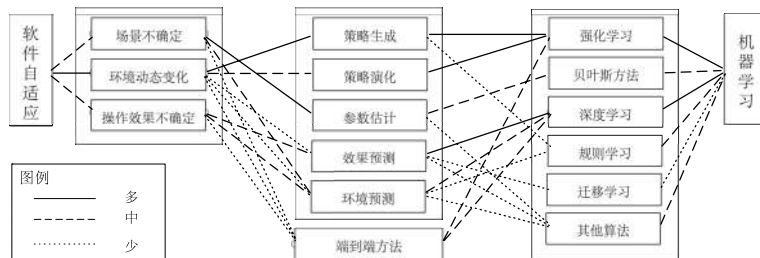 软件自适应
场景不确定
环境动态变化
操作效果不确定
策略生成
策略演化
参数估计
效果预测
环境预测
端到端方法
强化学习
贝叶斯方法
深度学习
规则学习
迁移学习
其他算法
机器学习
图例
多
中
少